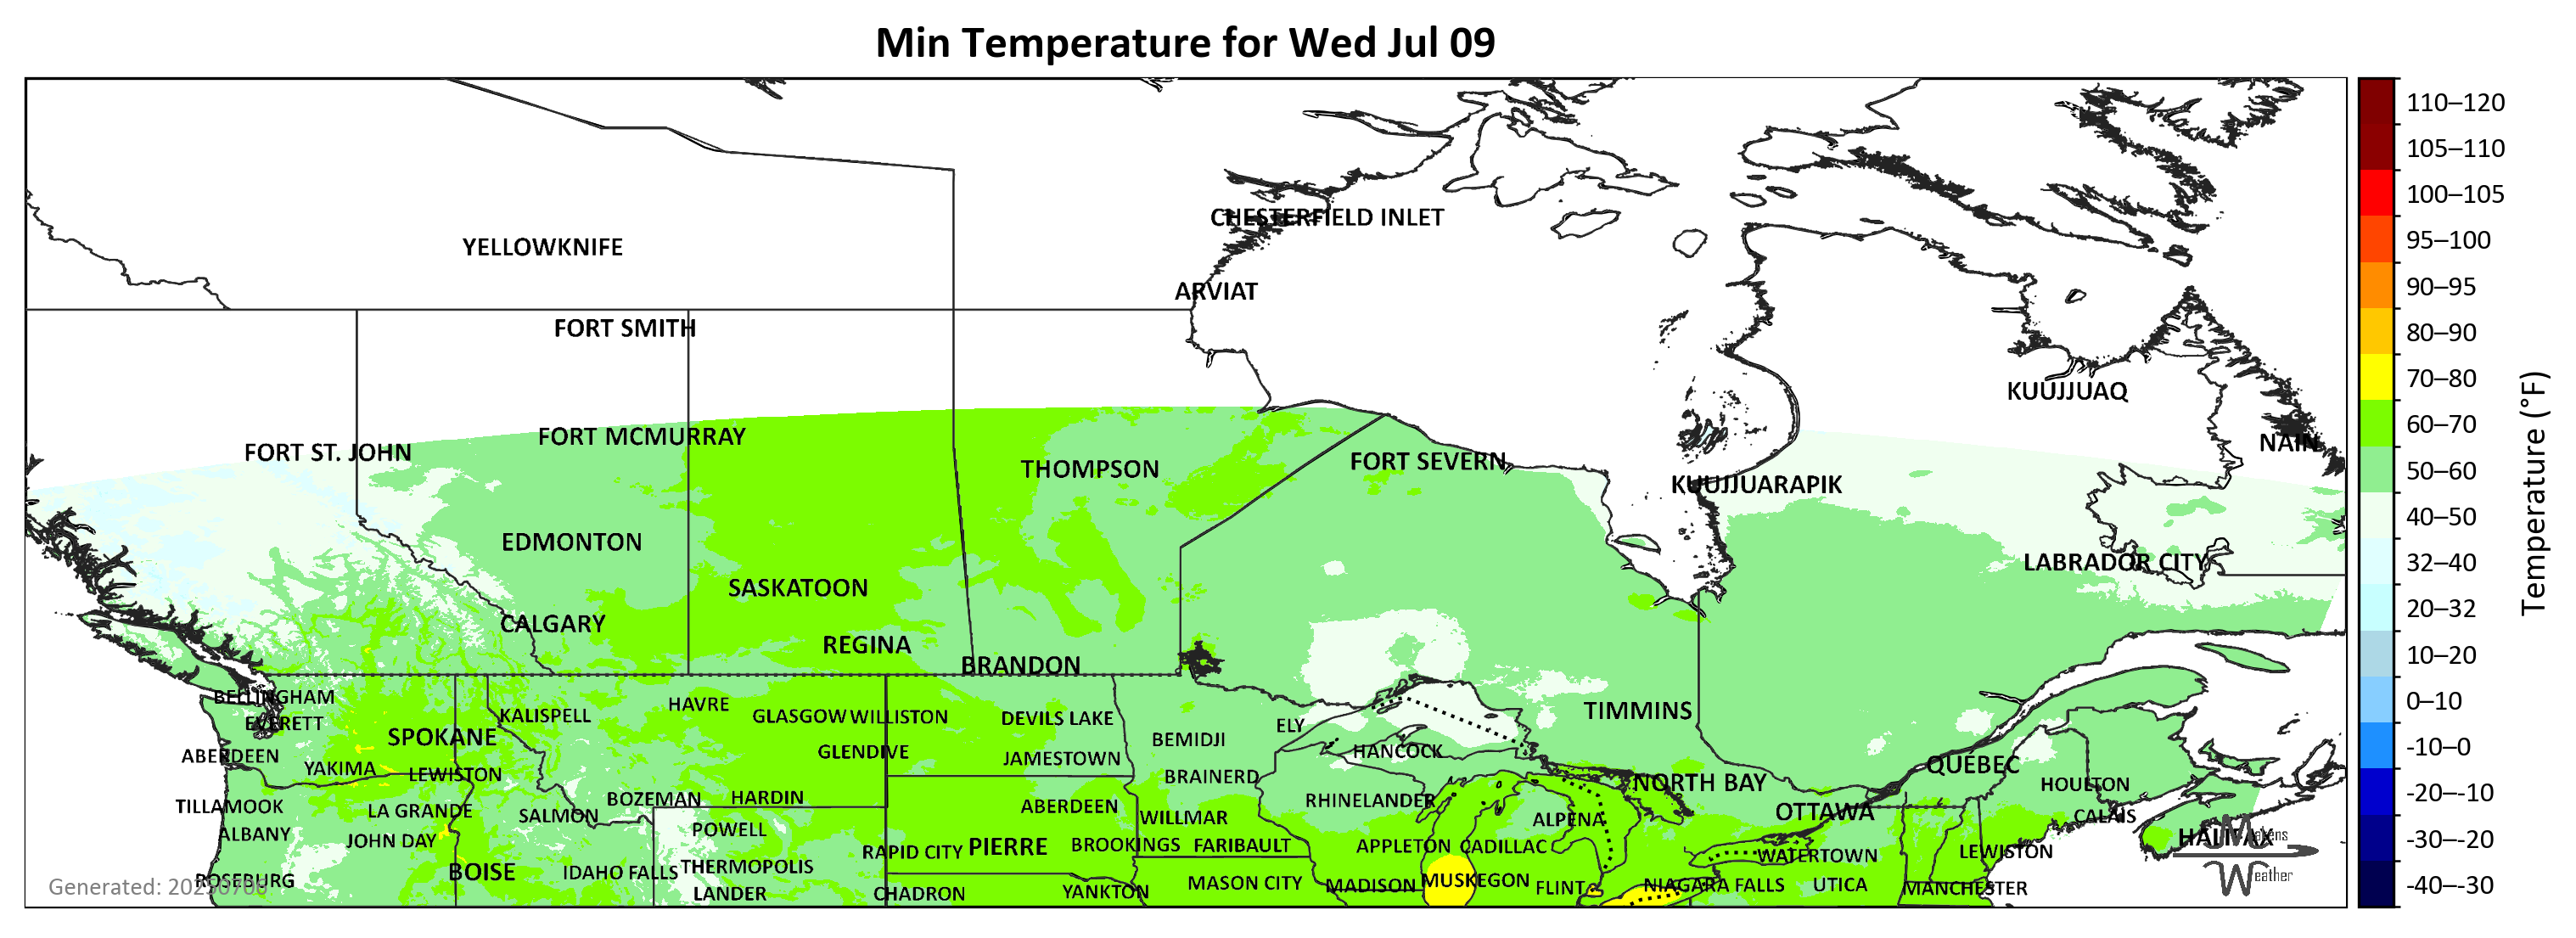 Min Temperature for Wed Jul 09
CHESTERFIELD INLET
YELLOWKNIFE
ARVIAT
FORT SMITH
KUUJJUAQ
FORT MCMURRAY
NAIN
FORT ST. JOHN
THOMPSON
FORT SEVERN
KUUJJUARAPIK
EDMONTON
LABRADOR CITY
SASKATOON
CALGARY
REGINA
BRANDON
BELLINGHAM
HAVRE
EVERETT
KALISPELL
GLASGOW
WILLISTON
DEVILS LAKE
ELY
TIMMINS
SPOKANE
BEMIDJI
ABERDEEN
GLENDIVE
JAMESTOWN
HANCOCK
YAKIMA
LEWISTON
BRAINERD
NORTH BAY
QUÉBEC
HOULTON
TILLAMOOK
LA GRANDE
SALMON
BOZEMAN
HARDIN
ABERDEEN
WILLMAR
RHINELANDER
ALPENA
OTTAWA
CALAIS
ALBANY
JOHN DAY
POWELL
RAPID CITY
PIERRE
BROOKINGS
FARIBAULT
APPLETON
CADILLAC
WATERTOWN
LEWISTON
HALIFAX
Makens
Weather
ROSEBURG
BOISE
IDAHO FALLS
THERMOPOLIS
LANDER
CHADRON
YANKTON
MASON CITY
MADISON
MUSKEGON
FLINT
NIAGARA FALLS
UTICA
MANCHESTER
Generated: 20250706
110–120
105–110
100–105
95–100
90–95
80–90
70–80
60–70
50–60
40–50
32–40
20–32
10–20
0–10
-10–0
-20–-10
-30–-20
-40–-30
Temperature (°F)